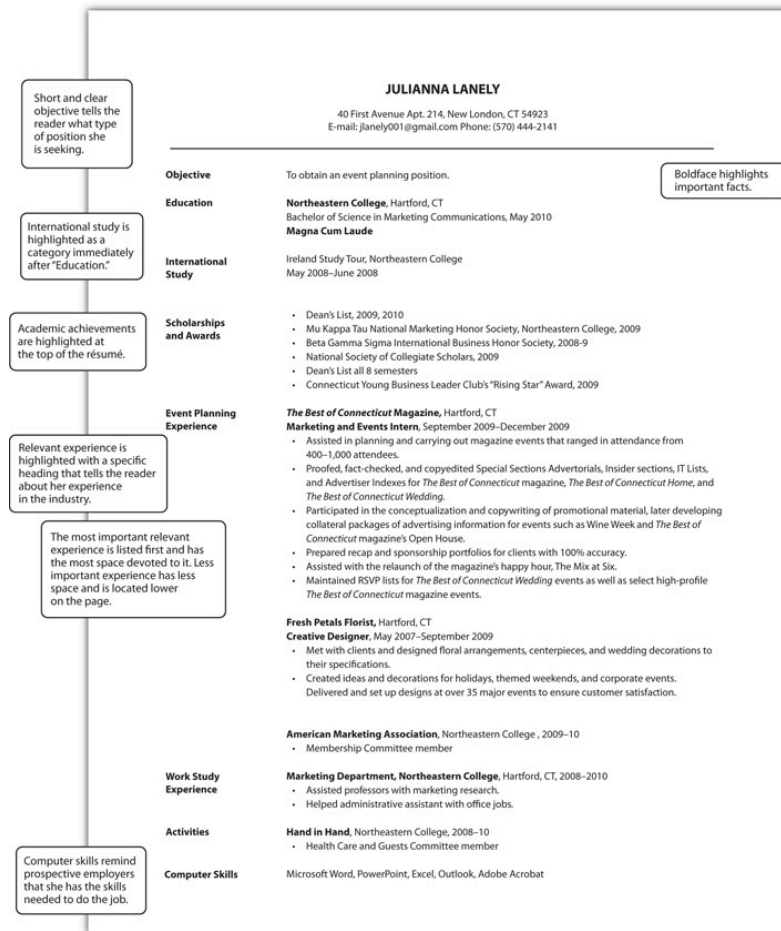 JULIANNA LANELY
40 First Avenue Apt. 214, New London, CT 54923
E-mail: jlanely001@gmail.com Phone: (570) 444-2141
Short and clear
objective tells the
reader what type
of position she
is seeking.
Objective
To obtain an event planning position.
Boldface highlights
important facts.
Education
Northeastern College, Hartford, CT
Bachelor of Science in Marketing Communications, May 2010
Magna Cum Laude
International study is
highlighted as a
category immediately
after "Education."
International
Study
Ireland Study Tour, Northeastern College
May 2008–June 2008
Academic achievements
are highlighted at
the top of the résumé.
Scholarships
and Awards
• Dean's List, 2009, 2010
• Mu Kappa Tau National Marketing Honor Society, Northeastern College, 2009
• Beta Gamma Sigma International Business Honor Society, 2008-9
• National Society of Collegiate Scholars, 2009
• Dean's List all 8 semesters
• Connecticut Young Business Leader Club's "Rising Star" Award, 2009
Event Planning
Experience
The Best of Connecticut Magazine, Hartford, CT
Marketing and Events Intern, September 2009–December 2009
• Assisted in planning and carrying out magazine events that ranged in attendance from
400–1,000 attendees.
• Proofed, fact-checked, and copyedited Special Sections Advertorials, Insider sections, IT Lists,
and Advertiser Indexes for The Best of Connecticut magazine, The Best of Connecticut Home, and
The Best of Connecticut Wedding.
• Participated in the conceptualization and copywriting of promotional material, later developing
collateral packages of advertising information for events such as Wine Week and The Best of
Connecticut magazine's Open House.
• Prepared recap and sponsorship portfolios for clients with 100% accuracy.
• Assisted with the relaunch of the magazine's happy hour, The Mix at Six.
• Maintained RSVP lists for The Best of Connecticut Wedding events as well as select high-profile
The Best of Connecticut magazine events.
Relevant experience is
highlighted with a specific
heading that tells the reader
about her experience
in the industry.
The most important relevant
experience is listed first and has
the most space devoted to it. Less
important experience has less
space and is located lower
on the page.
Fresh Petals Florist, Hartford, CT
Creative Designer, May 2007–September 2009
• Met with clients and designed floral arrangements, centerpieces, and wedding decorations to
their specifications.
• Created ideas and decorations for holidays, themed weekends, and corporate events.
Delivered and set up designs at over 35 major events to ensure customer satisfaction.
American Marketing Association, Northeastern College , 2009–10
• Membership Committee member
Work Study
Experience
Marketing Department, Northeastern College, Hartford, CT, 2008–2010
• Assisted professors with marketing research.
• Helped administrative assistant with office jobs.
Activities
Hand in Hand, Northeastern College, 2008–10
• Health Care and Guests Committee member
Computer skills remind
prospective employers
that she has the skills
needed to do the job.
Computer Skills
Microsoft Word, PowerPoint, Excel, Outlook, Adobe Acrobat